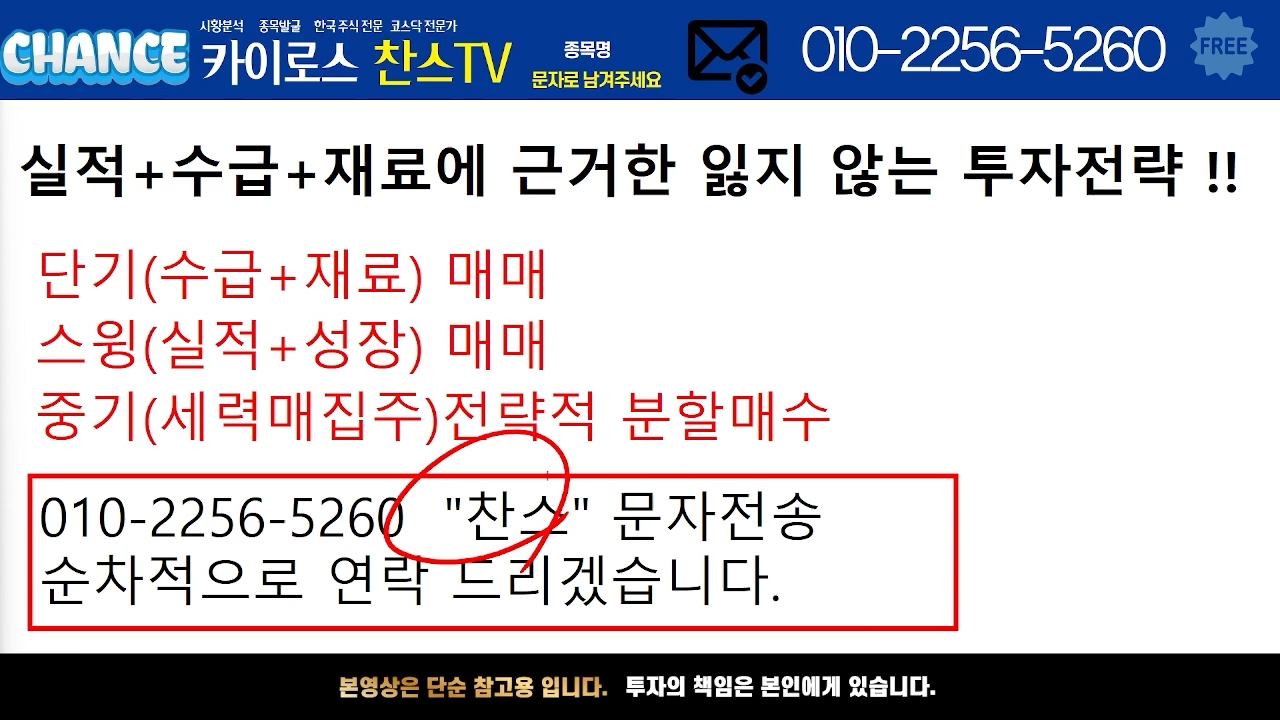 시황분석 종목발굴 한국 주식 전문 코스닥 전문가
CHANCE 카이로스 찬스TV
종목명
문자로 남겨주세요
010-2256-5260
FREE
실적+수급+재료에 근거한 잃지 않는 투자전략 !!
단기(수급+재료) 매매
스윙(실적+성장) 매매
중기(세력매집주)전략적 분할매수
010-2256-5260 "찬스" 문자전송
순차적으로 연락 드리겠습니다.
본영상은 단순 참고용 입니다. 투자의 책임은 본인에게 있습니다.